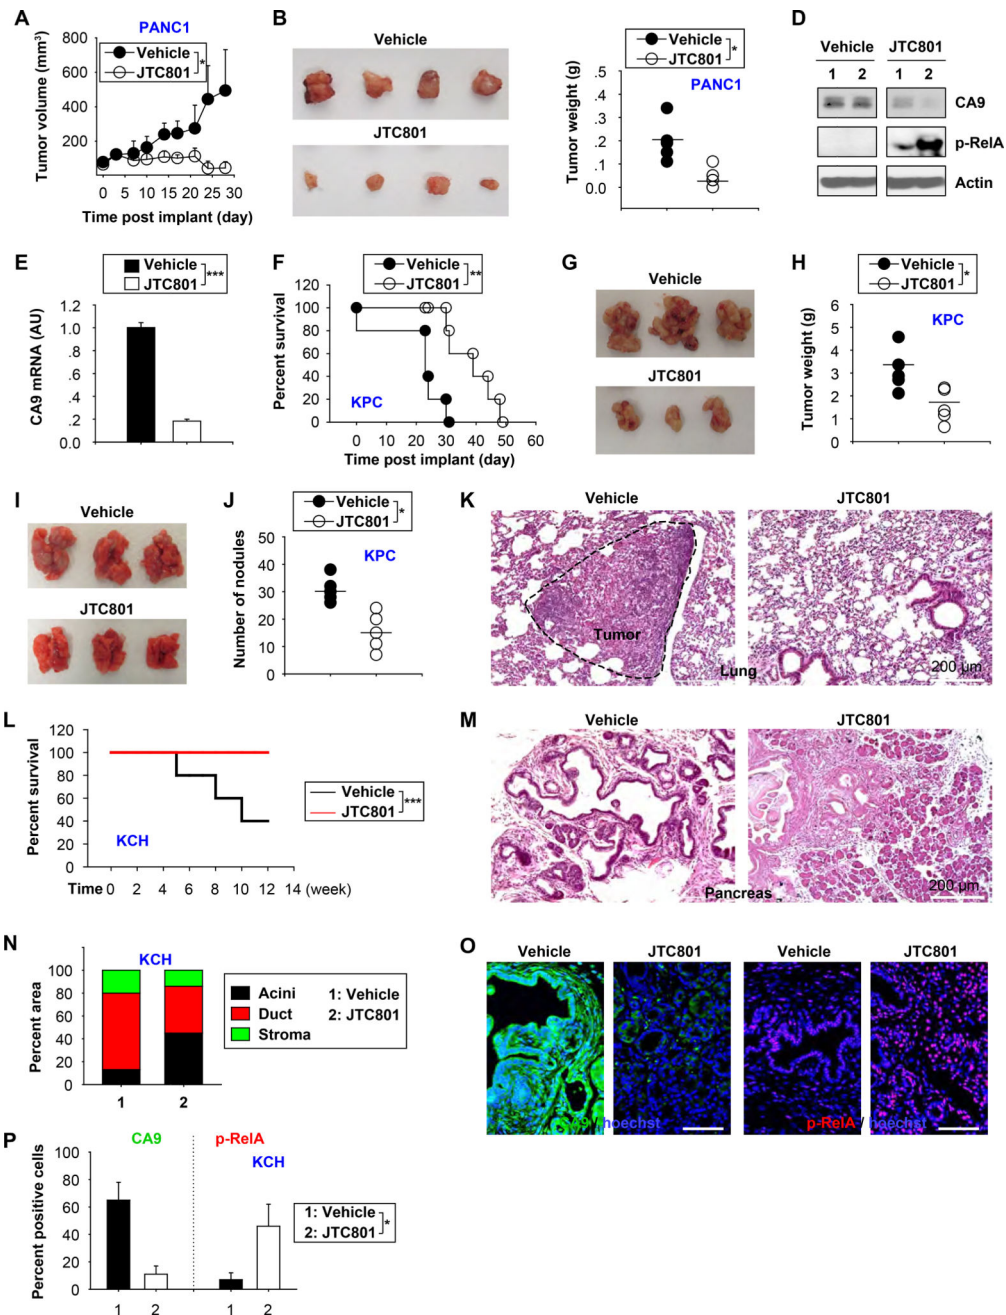 A
PANC1
Vehicle
JTC801
*
Tumor volume (mm³)
800
600
400
200
0 5 10 15 20 25 30
Time post implant (day)
B
Vehicle
JTC801
Vehicle
JTC801
*
PANC1
Tumor weight (g)
.5
.4
.3
.2
.1
0.0
D
Vehicle JTC801
1 2 1 2
CA9
p-RelA
Actin
E
Vehicle
JTC801
***
CA9 mRNA (AU)
1.2
1.0
.8
.6
.4
.2
0.0
F
Vehicle
JTC801
**
Percent survival
120
100
80
60
40
20
0
KPC
0 10 20 30 40 50 60
Time post implant (day)
G
Vehicle
JTC801
H
Vehicle
JTC801
*
KPC
Tumor weight (g)
6
5
4
3
2
1
0
I
Vehicle
JTC801
J
Vehicle
JTC801
*
KPC
Number of nodules
50
40
30
20
10
0
K
Vehicle JTC801
Tumor
Lung
200 µm
L
Percent survival
120
100
80
60
40
20
0
KCH
Vehicle
JTC801
***
Time 0 2 4 6 8 10 12 14 (week)
M
Vehicle JTC801
Pancreas
200 µm
N
KCH
Percent area
100
80
60
40
20
0
1 2
Acini 1: Vehicle
Duct 2: JTC801
Stroma
O
Vehicle JTC801 Vehicle JTC801
CA9 /hoechst
p-RelA / hoechst
P
CA9 p-RelA
KCH
Percent positive cells
100
80
60
40
20
0
1 2 1 2
1: Vehicle
2: JTC801
*